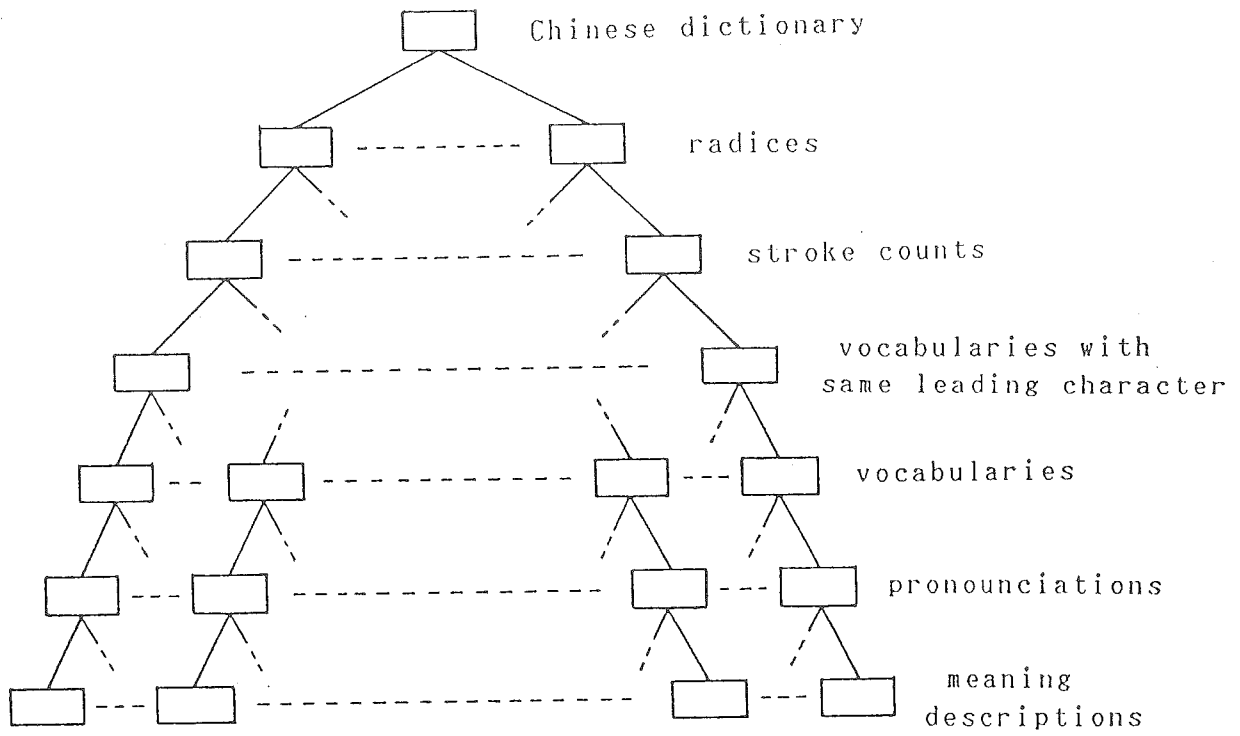 Chinese dictionary
radices
stroke counts
vocabularies with
same leading character
vocabularies
pronounciations
meaning
descriptions